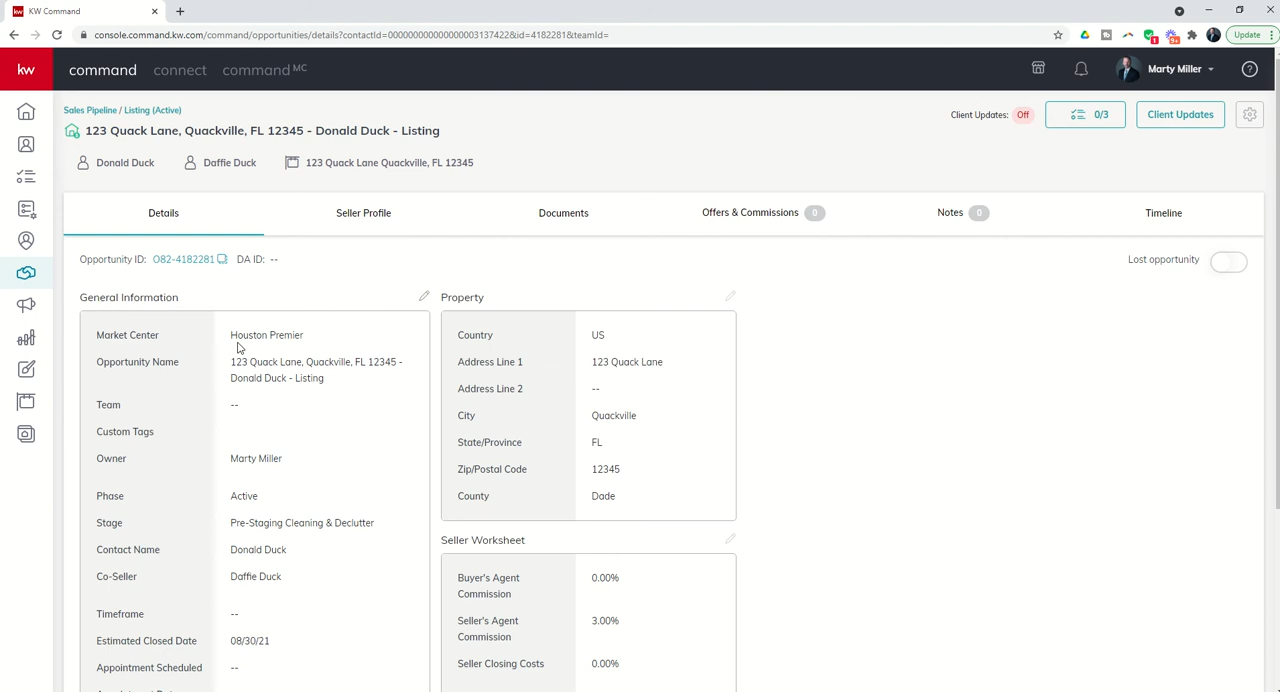 KW Command
console.command.kw.com/command/opportunities/details?contactId=00000000000000003137422&id=4182281&teamId=
Update
kw
command
connect
command MC
Marty Miller
Sales Pipeline / Listing (Active)
123 Quack Lane, Quackville, FL 12345 - Donald Duck - Listing
Client Updates: Off
0/3
Client Updates
Donald Duck
Daffie Duck
123 Quack Lane Quackville, FL 12345
Details
Seller Profile
Documents
Offers & Commissions 0
Notes 0
Timeline
Opportunity ID: O82-4182281 DA ID: --
Lost opportunity
General Information
Market Center Houston Premier
Opportunity Name 123 Quack Lane, Quackville, FL 12345 -
Donald Duck - Listing
Team --
Custom Tags
Owner Marty Miller
Phase Active
Stage Pre-Staging Cleaning & Declutter
Contact Name Donald Duck
Co-Seller Daffie Duck
Timeframe --
Estimated Closed Date 08/30/21
Appointment Scheduled --
Property
Country US
Address Line 1 123 Quack Lane
Address Line 2 --
City Quackville
State/Province FL
Zip/Postal Code 12345
County Dade
Seller Worksheet
Buyer's Agent 0.00%
Commission
Seller's Agent 3.00%
Commission
Seller Closing Costs 0.00%